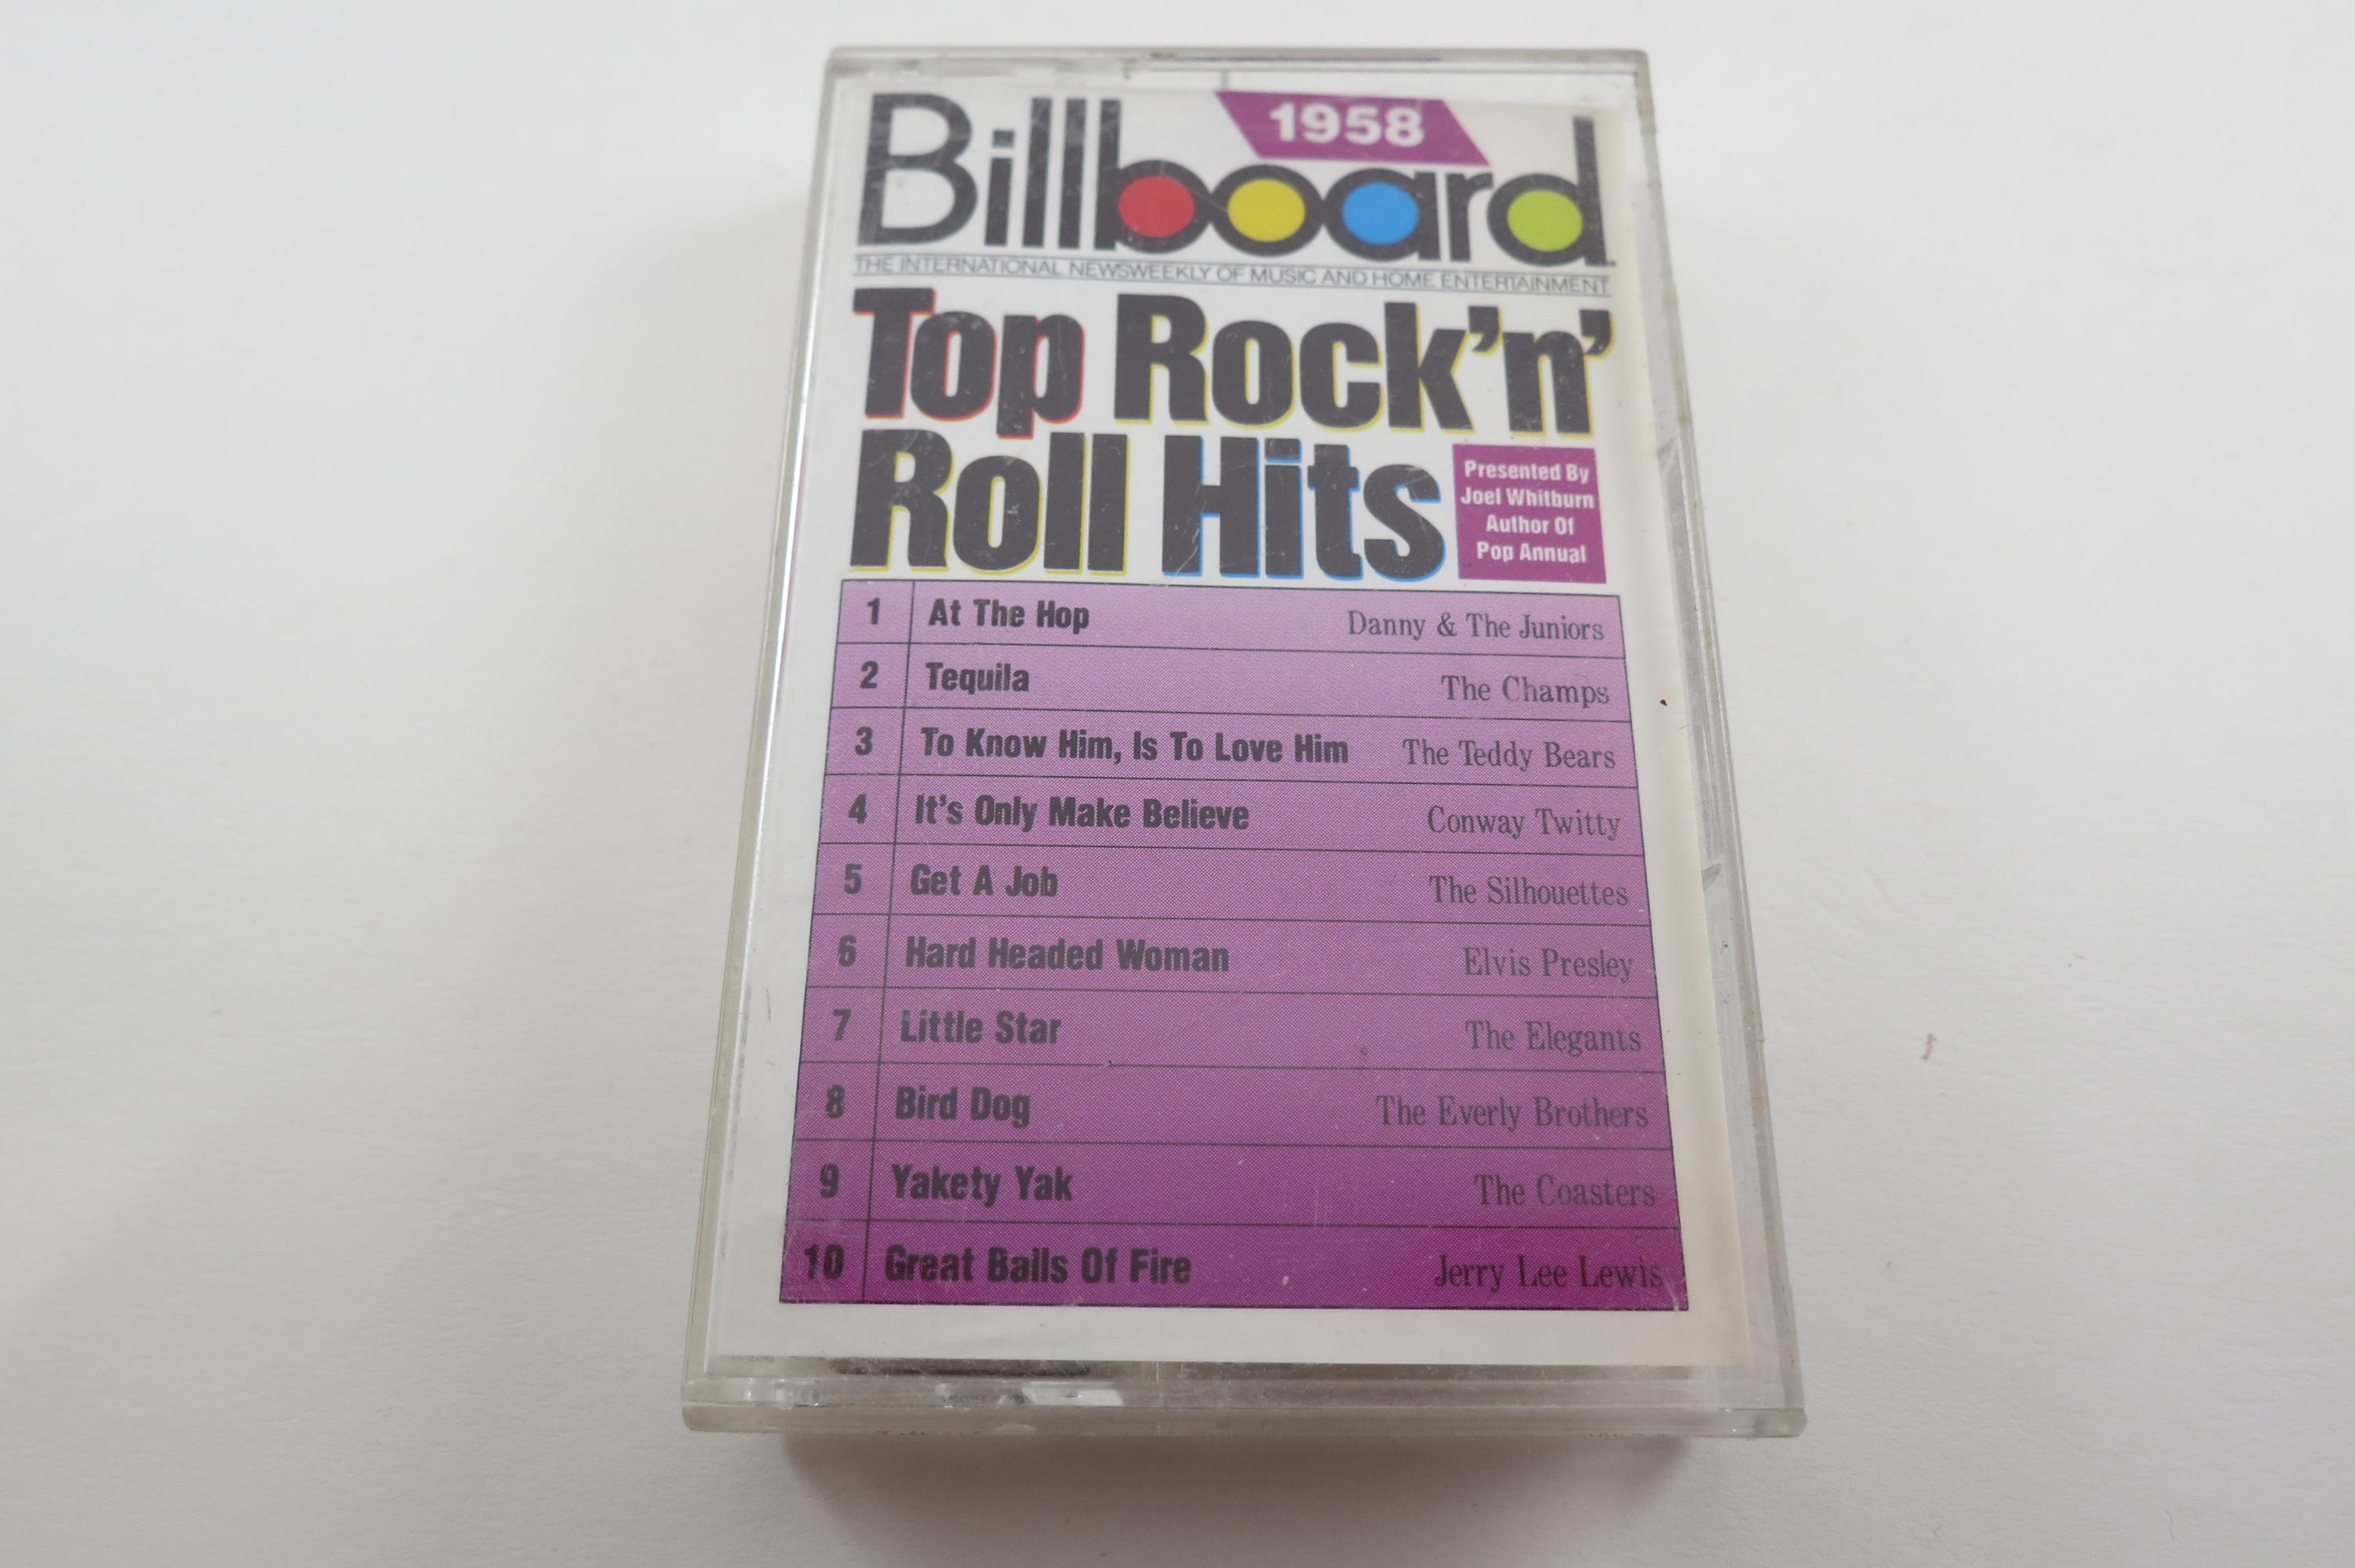 1958
Billboard
THE INTERNATIONAL NEWSWEEKLY OF MUSIC AND HOME ENTERTAINMENT
Top Rock'n'
Roll Hits
Presented By
Joel Whitburn
Author Of
Pop Annual
1 At The Hop Danny & The Juniors
2 Tequila The Champs
3 To Know Him, Is To Love Him The Teddy Bears
4 It's Only Make Believe Conway Twitty
5 Get A Job The Silhouettes
6 Hard Headed Woman Elvis Presley
7 Little Star The Elegants
8 Bird Dog The Everly Brothers
9 Yakety Yak The Coasters
10 Great Balls Of Fire Jerry Lee Lewis